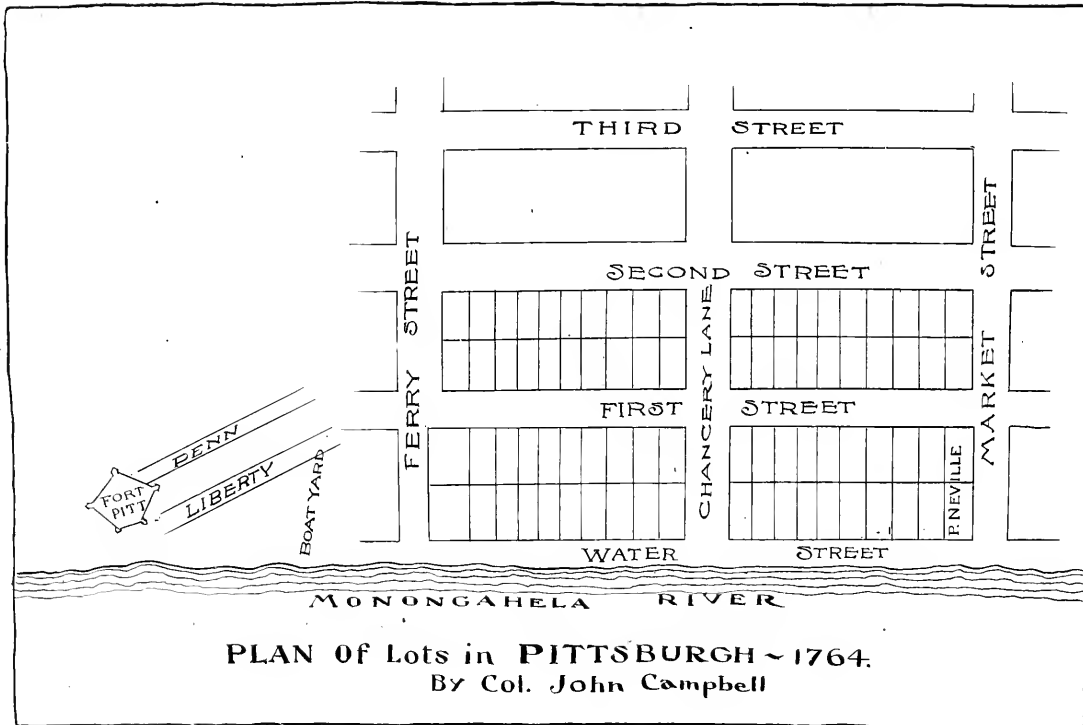 THIRD STREET
SECOND STREET
FERRY STREET
CHANCERY LANE
MARKET STREET
FIRST STREET
PENN
LIBERTY
FORT
PITT
BOAT YARD
P. NEVILLE
WATER STREET
MONONGAHELA RIVER
PLAN Of Lots in PITTSBURGH ~ 1764.
By Col. John Campbell